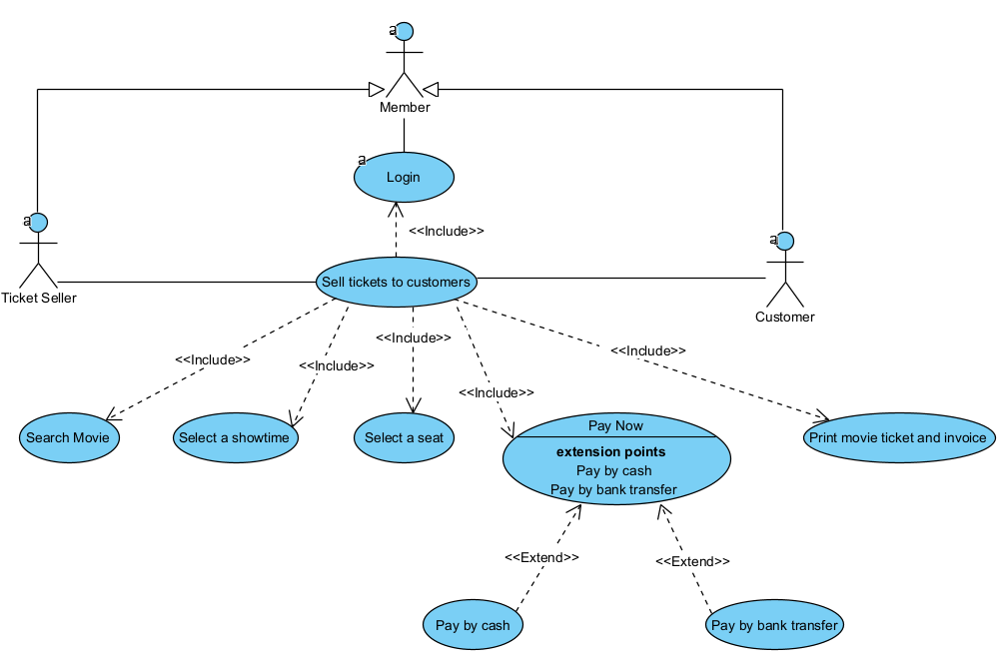 a
Member
a
Login
<<Include>>
a
Ticket Seller
Sell tickets to customers
a
Customer
<<Include>>
<<Include>>
<<Include>>
<<Include>>
<<Include>>
Search Movie
Select a showtime
Select a seat
Pay Now
extension points
Pay by cash
Pay by bank transfer
Print movie ticket and invoice
<<Extend>>
<<Extend>>
Pay by cash
Pay by bank transfer